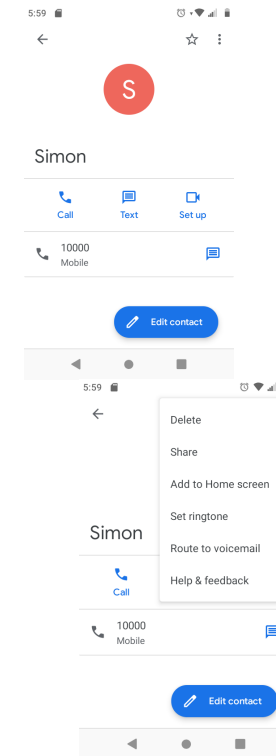 5:59
S
Simon
Call Text Set up
10000
Mobile
Edit contact
5:59
Delete
Share
Add to Home screen
Set ringtone
Route to voicemail
Help & feedback
Simon
Call
10000
Mobile
Edit contact